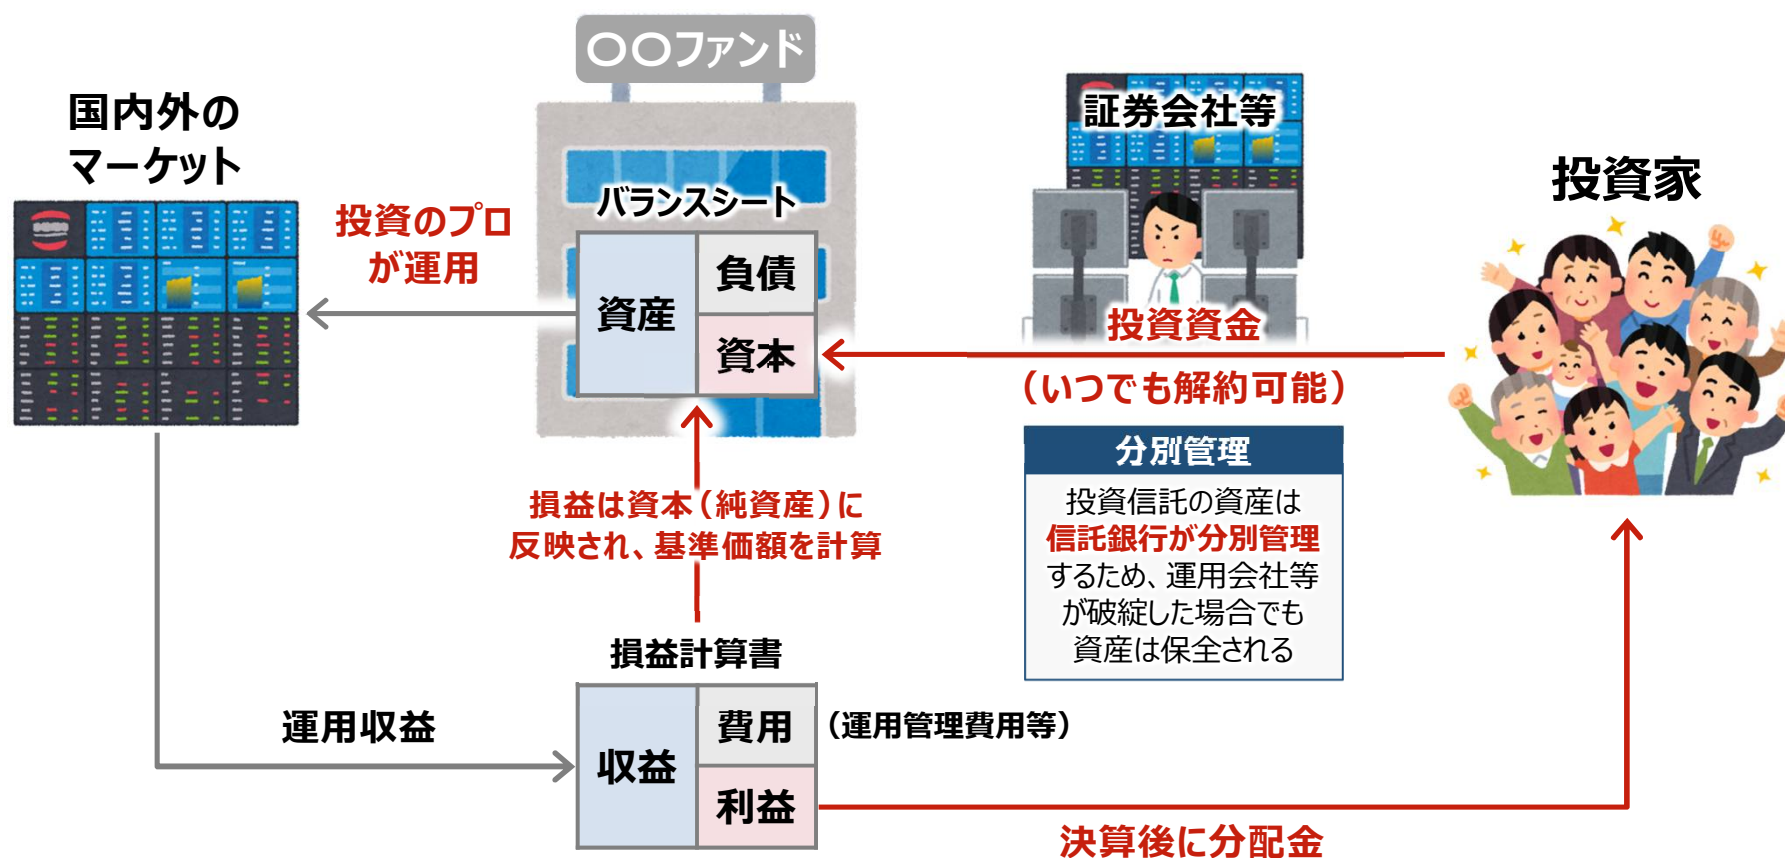 〇〇ファンド
国内外の
マーケット
証券会社等
投資家
投資のプロ
が運用
バランスシート
資産
負債
資本
投資資金
（いつでも解約可能）
分別管理
投資信託の資産は
信託銀行が分別管理
するため、運用会社等
が破綻した場合でも
資産は保全される
損益は資本（純資産）に
反映され、基準価額を計算
損益計算書
運用収益
収益
費用
（運用管理費用等）
利益
決算後に分配金